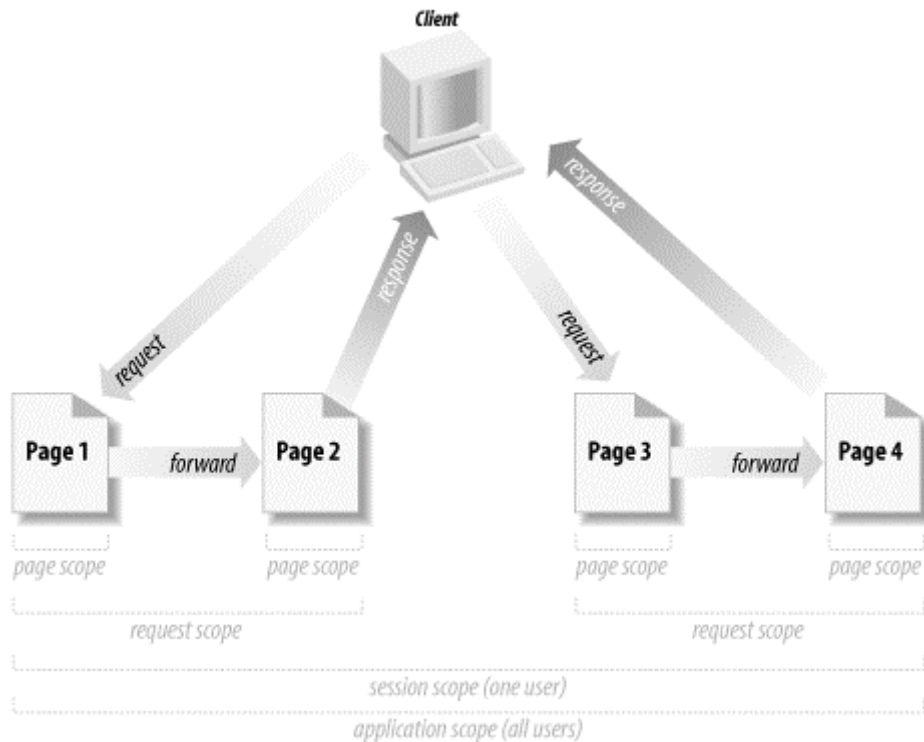 Client
request
response
request
response
Page 1
forward
Page 2
Page 3
forward
Page 4
page scope
page scope
page scope
page scope
request scope
request scope
session scope (one user)
application scope (all users)